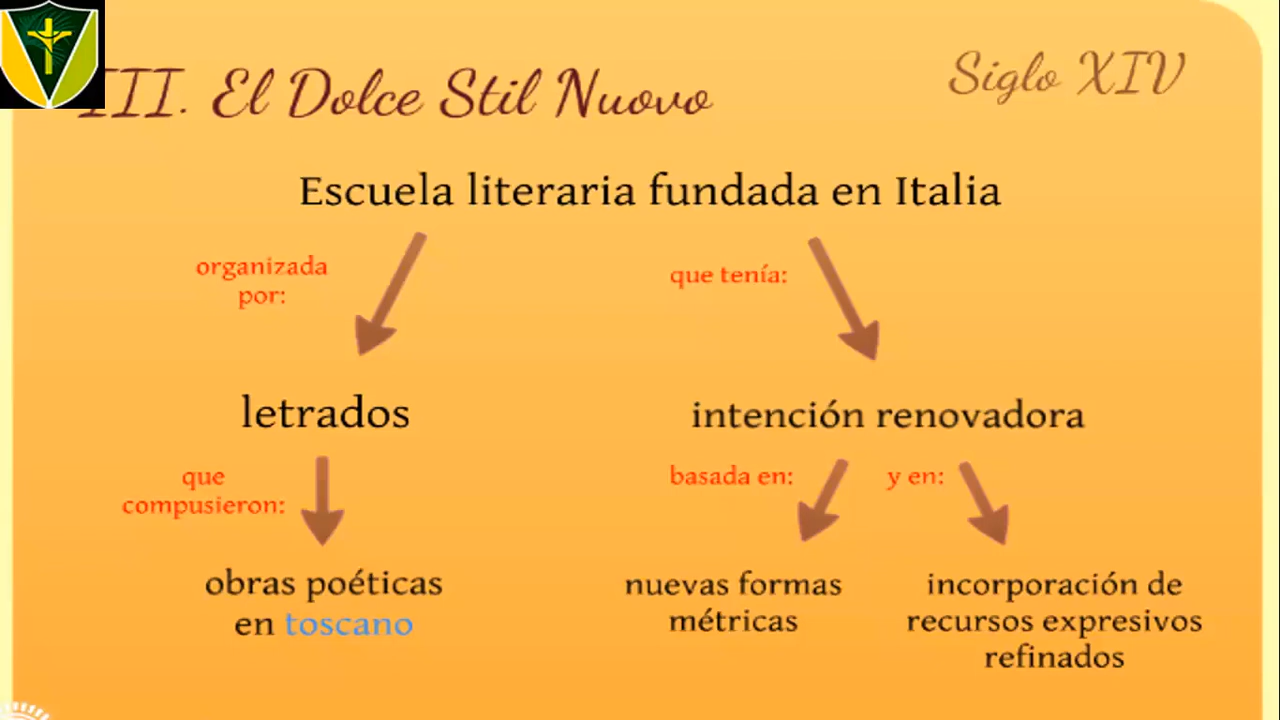 III. El Dolce Stil Nuovo
Siglo XIV
Escuela literaria fundada en Italia
organizada
por:
que tenía:
letrados
intención renovadora
que
compusieron:
basada en:
y en:
obras poéticas
en toscano
nuevas formas
métricas
incorporación de
recursos expresivos
refinados